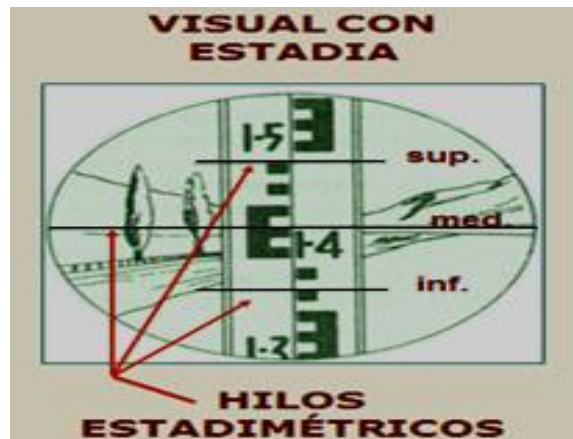 VISUAL CON
ESTADIA
1-5
sup.
med.
1-4
inf.
1-3
HILOS
ESTADIMÉTRICOS